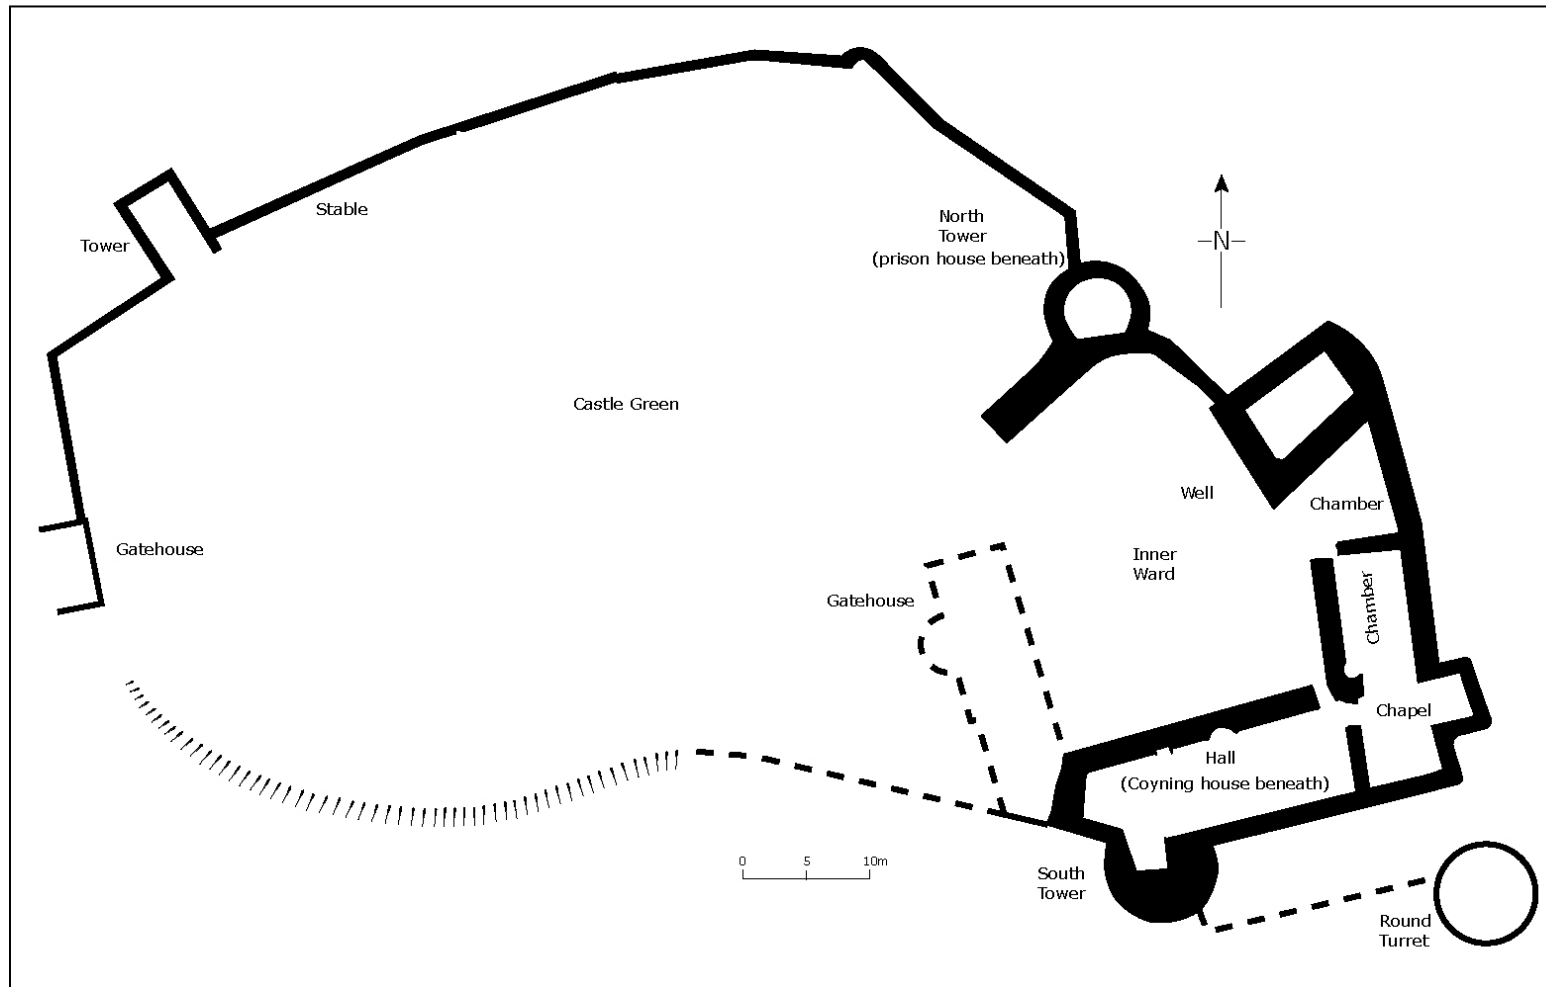 Stable
North
Tower
(prison house beneath)
Tower
N
Castle Green
Well
Chamber
Gatehouse
Inner
Ward
Gatehouse
Chamber
Chapel
Hall
(Coyning house beneath)
0 5 10m
South
Tower
Round
Turret